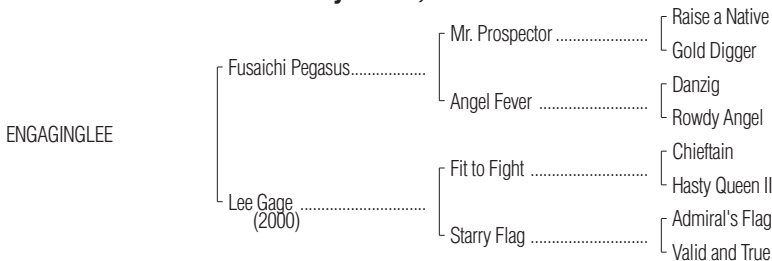 Raise a Native
Mr. Prospector ......................
Gold Digger
Fusaichi Pegasus..................
Danzig
Angel Fever ..........................
Rowdy Angel
ENGAGINGLEE
Chieftain
Fit to Fight ............................
Hasty Queen II
Lee Gage ..............................
(2000)
Admiral's Flag
Starry Flag ............................
Valid and True